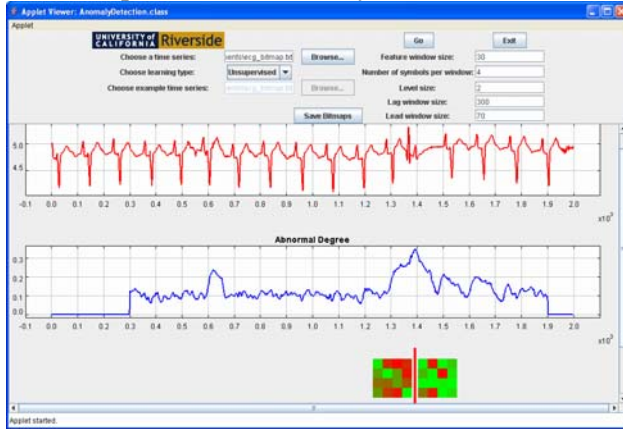 Applet Viewer: AnomalyDetection.class
Applet
UNIVERSITY of CALIFORNIA Riverside
Go Exit
Choose a time series: ecg_bitmap.txt Browse... Feature window size: 30
Choose learning type: Unsupervised Number of symbols per window: 4
Choose example time series: Browse... Level size: 2
Lag window size: 300
Save Bitmaps Lead window size: 70
5.0
4.5
-0.1 0.0 0.1 0.2 0.3 0.4 0.5 0.6 0.7 0.8 0.9 1.0 1.1 1.2 1.3 1.4 1.5 1.6 1.7 1.8 1.9 2.0
x10³
Abnormal Degree
0.3
0.2
0.1
0.0
-0.1 0.0 0.1 0.2 0.3 0.4 0.5 0.6 0.7 0.8 0.9 1.0 1.1 1.2 1.3 1.4 1.5 1.6 1.7 1.8 1.9 2.0
x10³
Applet started.